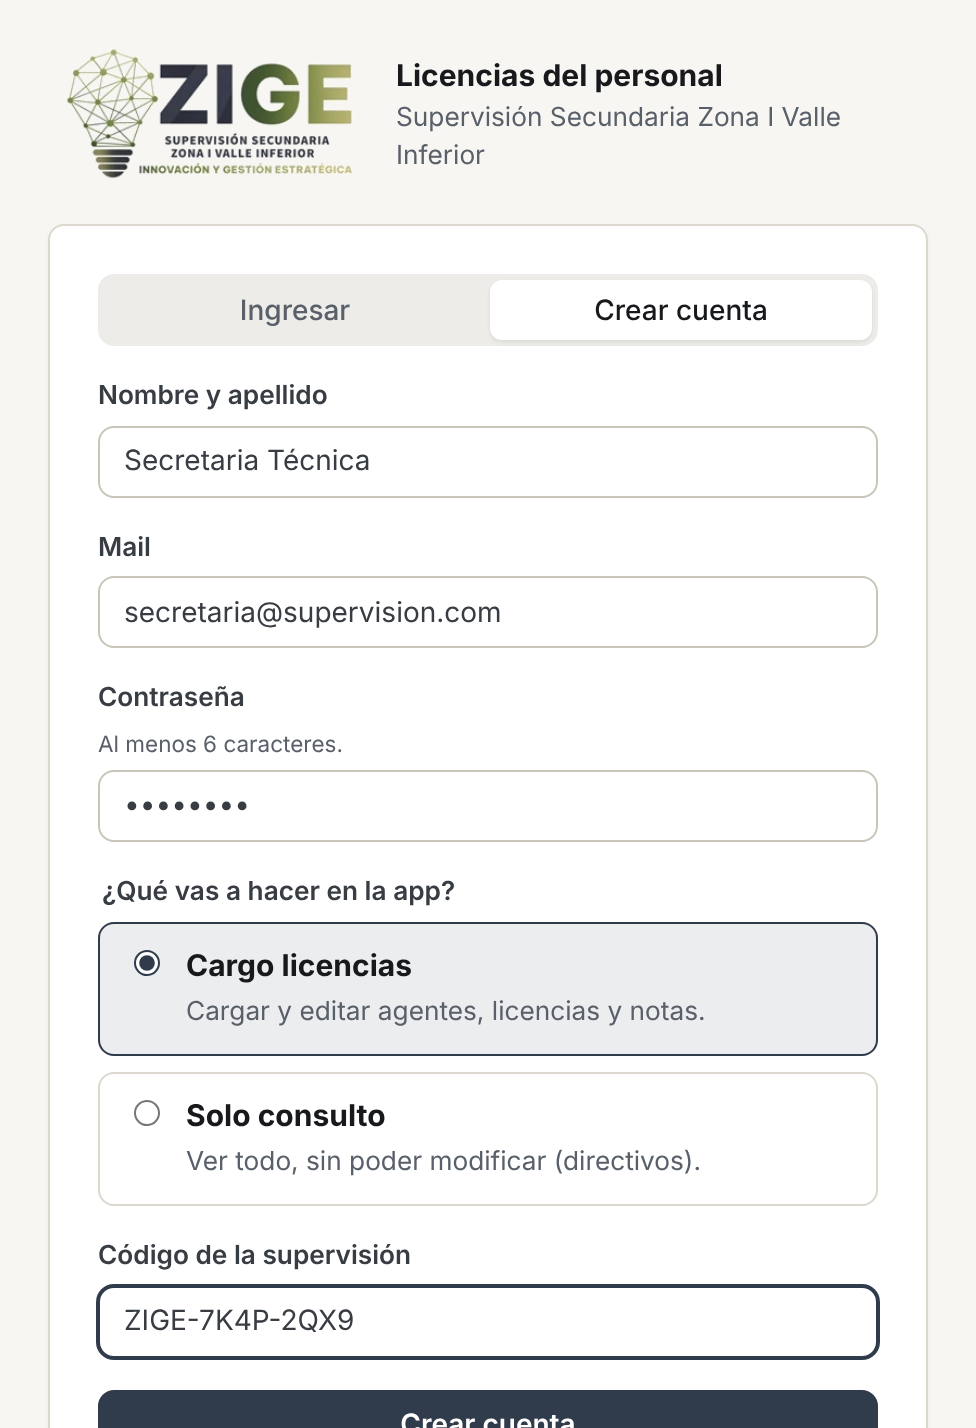 ZIGE
SUPERVISIÓN SECUNDARIA
ZONA I VALLE INFERIOR
INNOVACIÓN Y GESTIÓN ESTRATÉGICA
Licencias del personal
Supervisión Secundaria Zona I Valle
Inferior
Ingresar
Crear cuenta
Nombre y apellido
Secretaria Técnica
Mail
secretaria@supervision.com
Contraseña
Al menos 6 caracteres.
••••••••
¿Qué vas a hacer en la app?
Cargo licencias
Cargar y editar agentes, licencias y notas.
Solo consulto
Ver todo, sin poder modificar (directivos).
Código de la supervisión
ZIGE-7K4P-2QX9
Crear cuenta